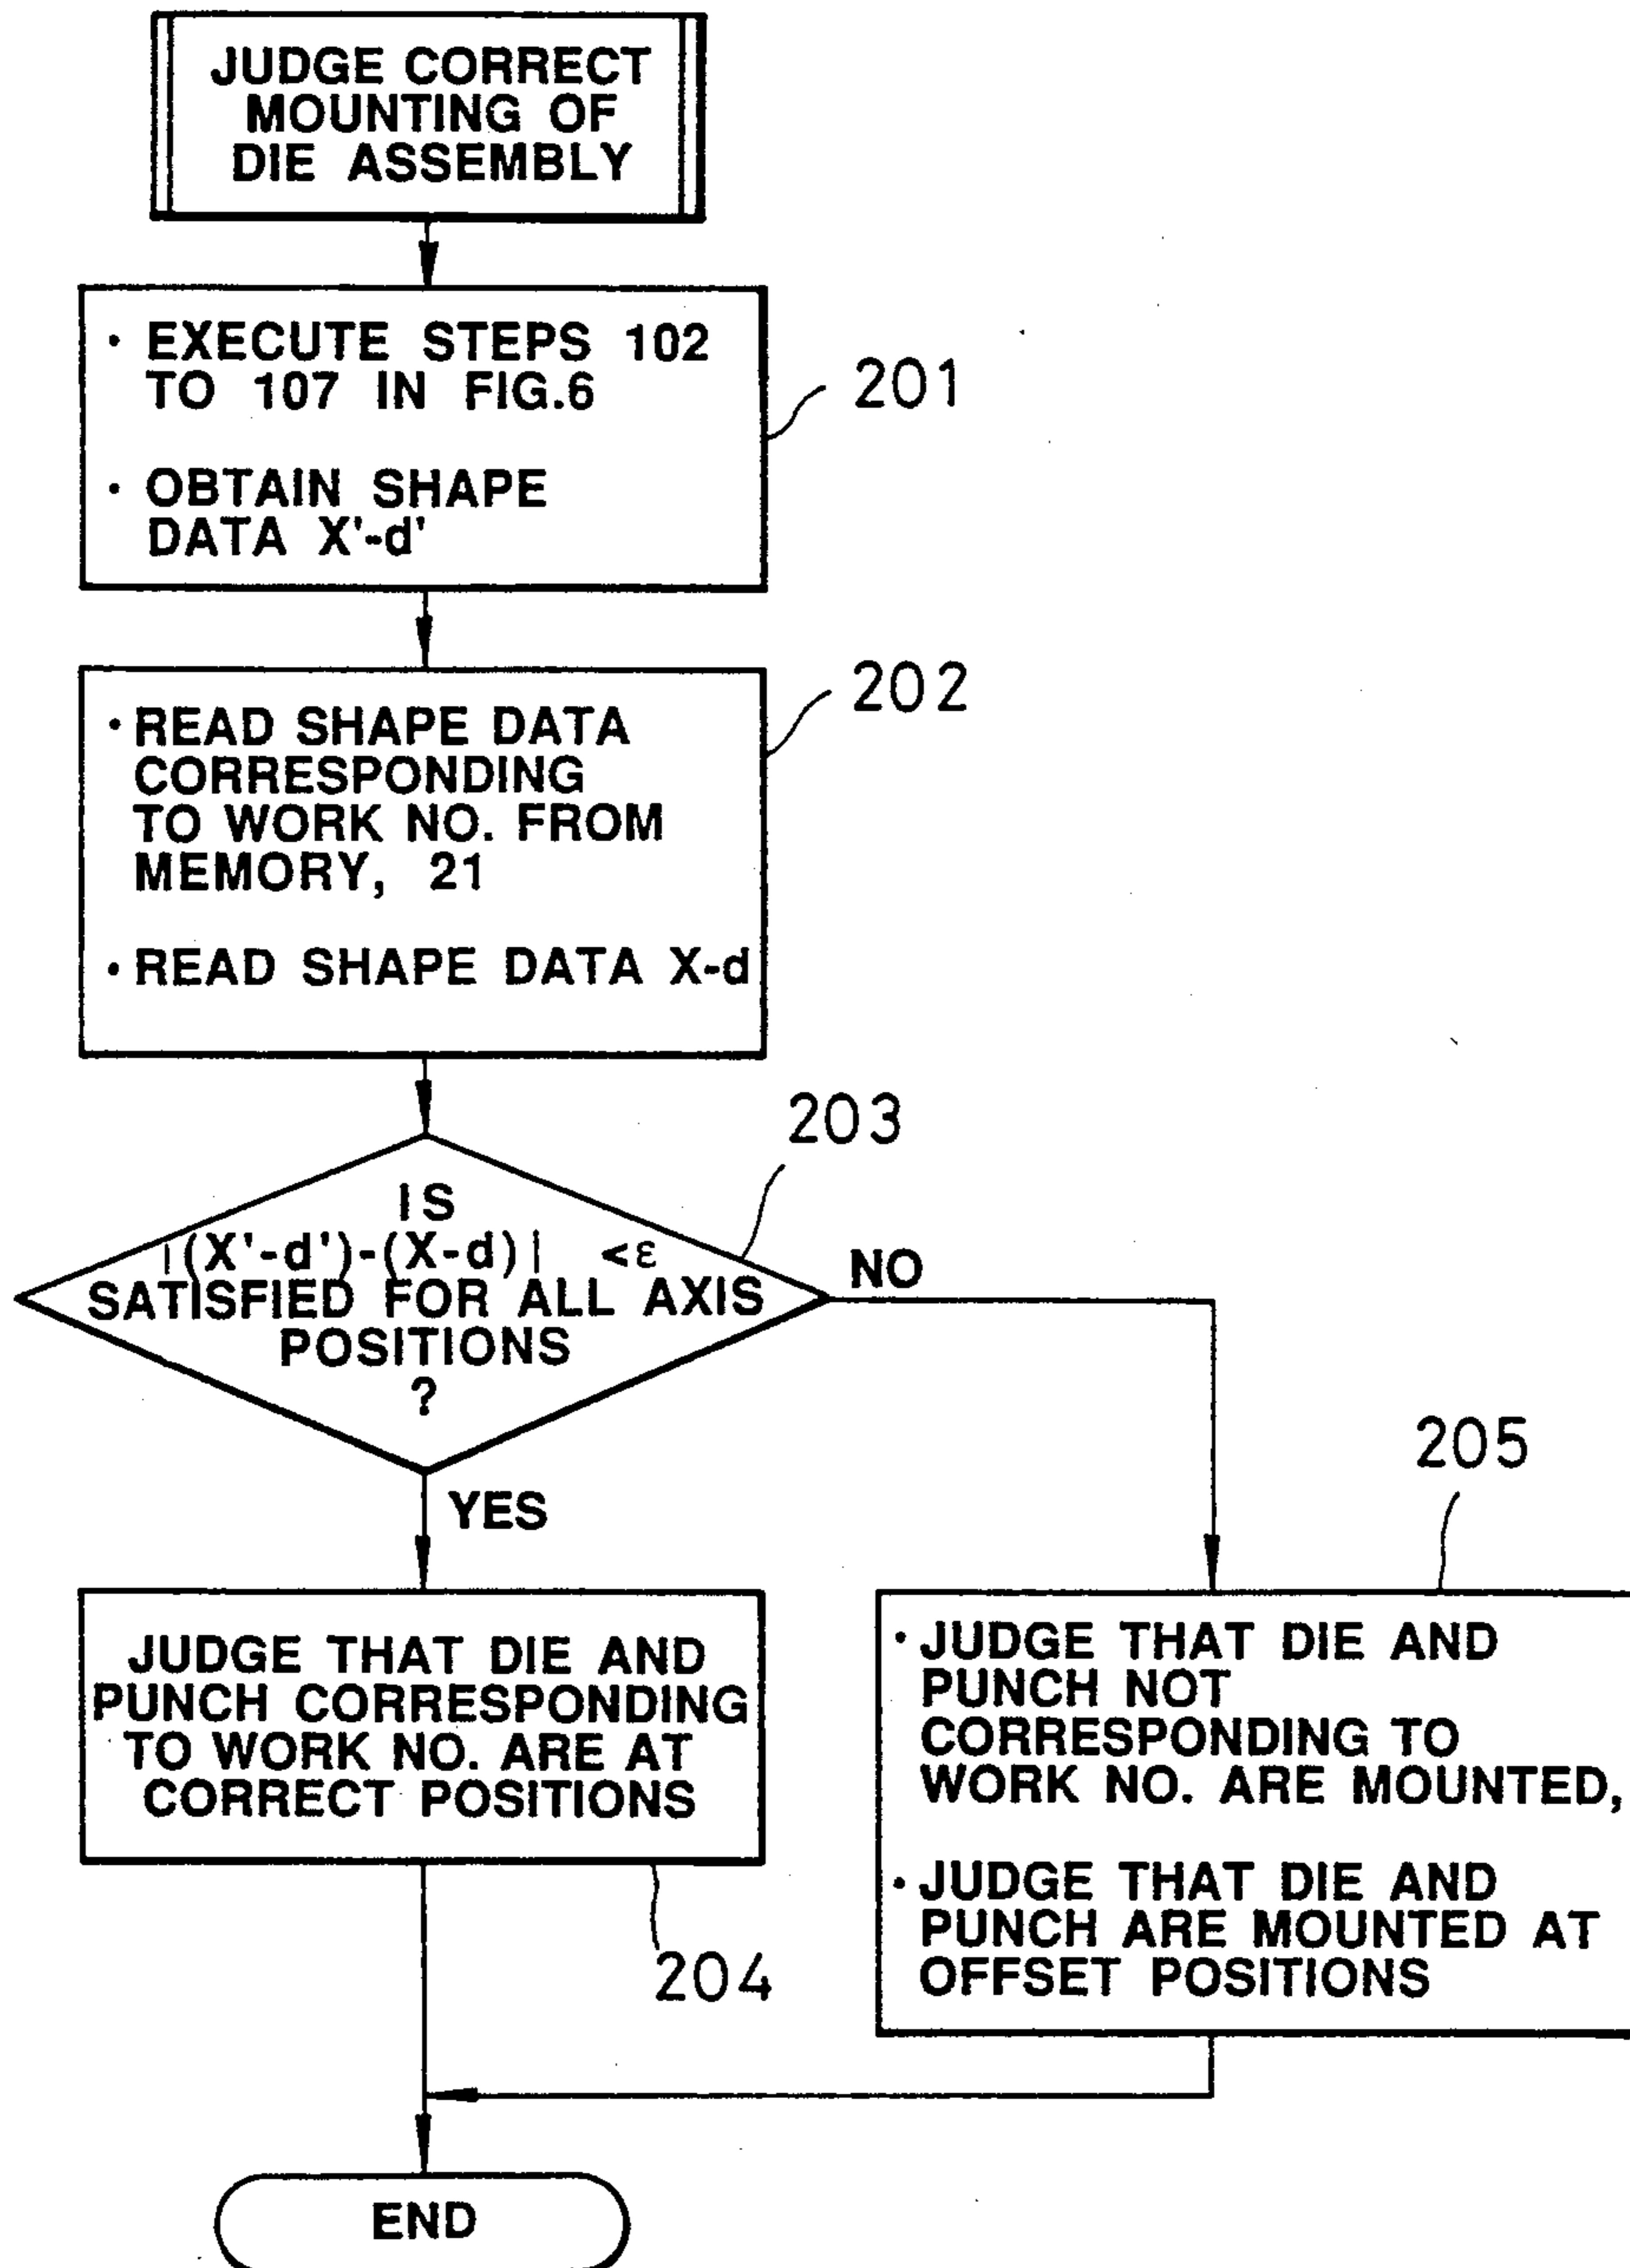 JUDGE CORRECT
MOUNTING OF
DIE ASSEMBLY
· EXECUTE STEPS 102
TO 107 IN FIG.6
· OBTAIN SHAPE
DATA X'-d'
201
· READ SHAPE DATA
CORRESPONDING
TO WORK NO. FROM
MEMORY, 21
· READ SHAPE DATA X-d
202
IS
|(X'-d')-(X-d)| <ε
SATISFIED FOR ALL AXIS
POSITIONS
?
203
NO
YES
JUDGE THAT DIE AND
PUNCH CORRESPONDING
TO WORK NO. ARE AT
CORRECT POSITIONS
204
205
· JUDGE THAT DIE AND
PUNCH NOT
CORRESPONDING TO
WORK NO. ARE MOUNTED,
· JUDGE THAT DIE AND
PUNCH ARE MOUNTED AT
OFFSET POSITIONS
END